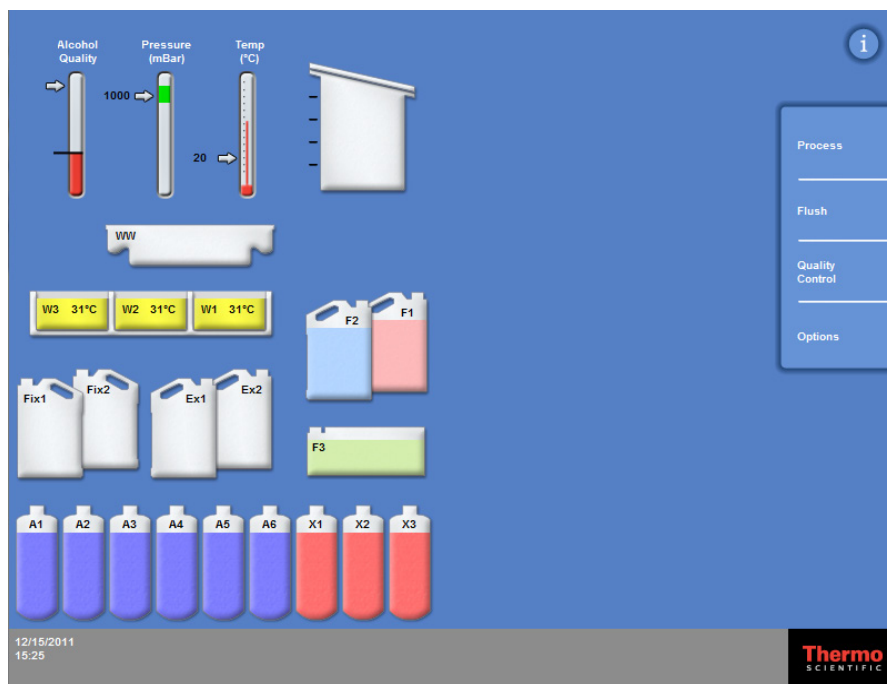 Alcohol
Quality
Pressure
(mBar)
Temp
(°C)
i
1000
20
Process
Flush
Quality
Control
Options
WW
W3 31°C W2 31°C W1 31°C
F2 F1
Fix1 Fix2 Ex1 Ex2
F3
A1 A2 A3 A4 A5 A6 X1 X2 X3
12/15/2011
15:25
Thermo
SCIENTIFIC